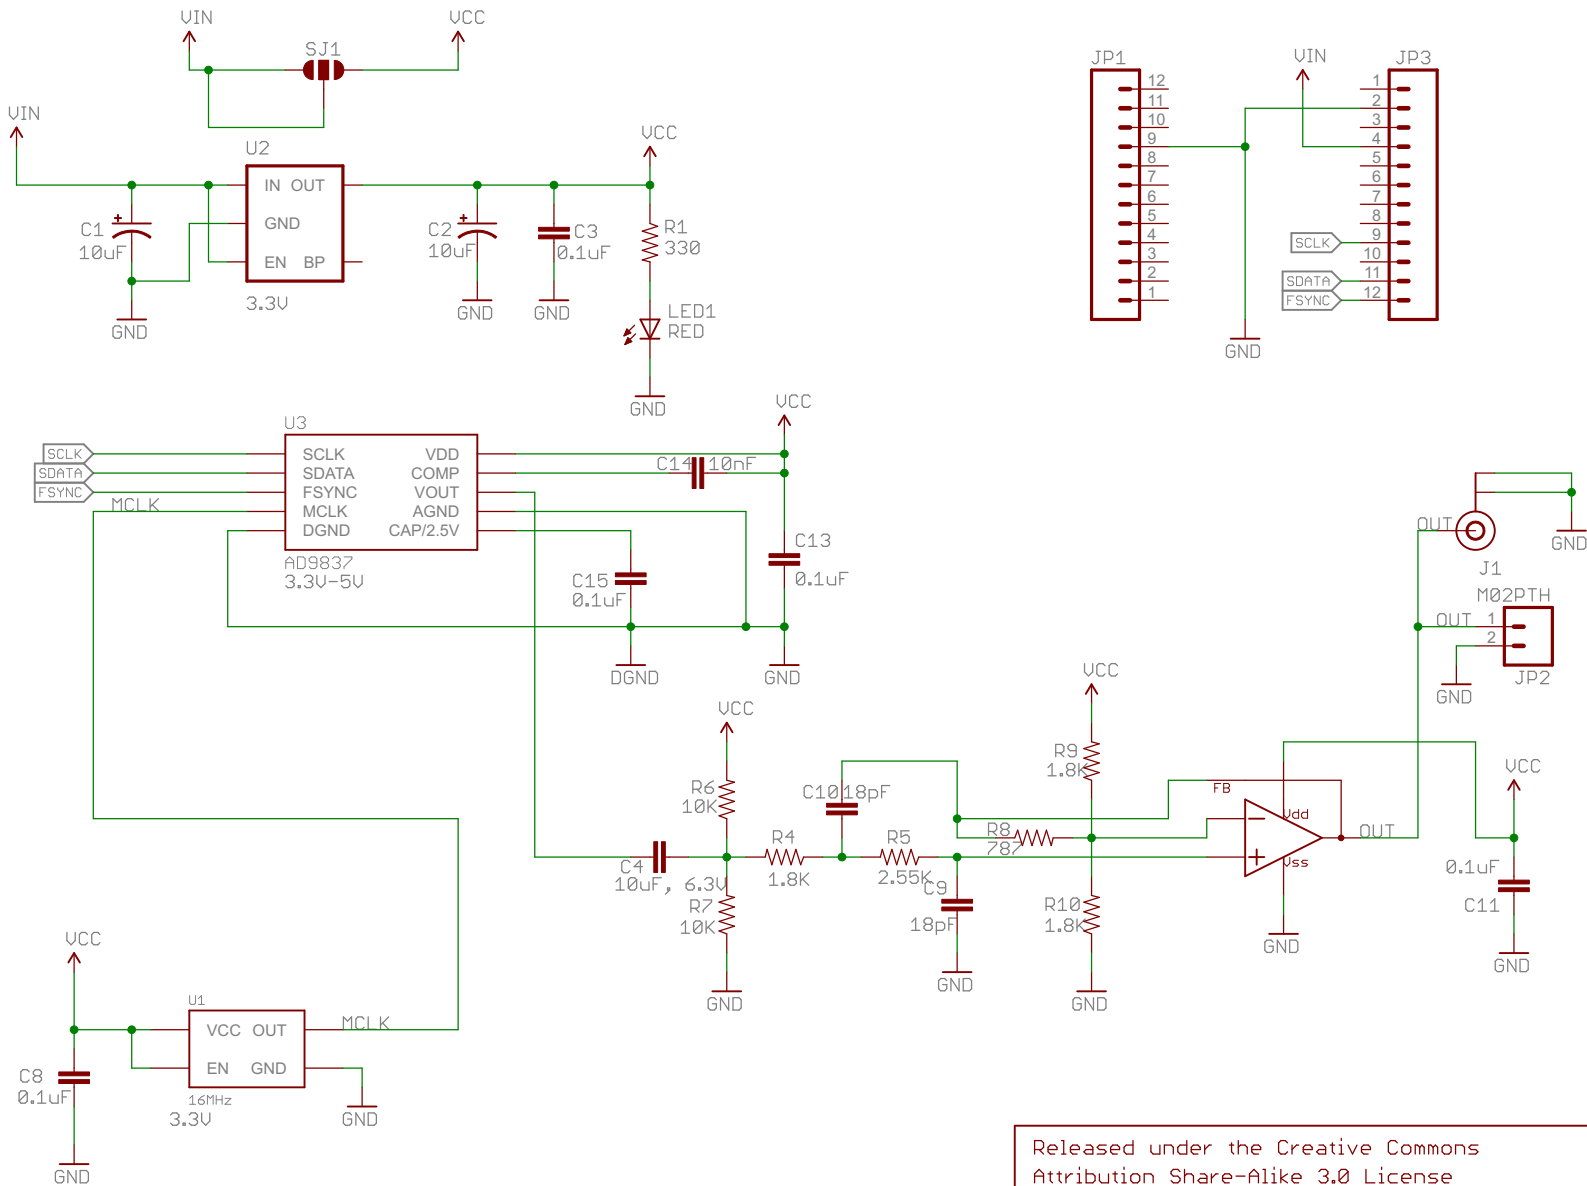 VIN
VCC
SJ1
VIN
U2
IN OUT
GND
EN BP
3.3V
C1
10uF
GND
C2
10uF
GND
C3
0.1uF
GND
VCC
R1
330
LED1
RED
GND
JP1
12
11
10
9
8
7
6
5
4
3
2
1
VIN
GND
JP3
1
2
3
4
5
6
7
8
9
10
11
12
SCLK
SDATA
FSYNC
U3
SCLK
SDATA
FSYNC
MCLK
SCLK
SDATA
FSYNC
MCLK
DGND
VDD
COMP
VOUT
AGND
CAP/2.5V
AD9837
3.3V-5V
VCC
C14 10nF
C13
0.1uF
C15
0.1uF
DGND
GND
OUT
J1
GND
M02PTH
OUT
1
2
JP2
GND
VCC
R6
10K
C4
10uF, 6.3V
R7
10K
GND
R4
1.8K
C10 18pF
R5
2.55K
C9
18pF
GND
R8
787
VCC
R9
1.8K
R10
1.8K
GND
FB
Vdd
Vss
OUT
GND
VCC
0.1uF
C11
GND
VCC
C8
0.1uF
GND
U1
VCC OUT
EN GND
16MHz
3.3V
MCLK
GND
Released under the Creative Commons
Attribution Share-Alike 3.0 License